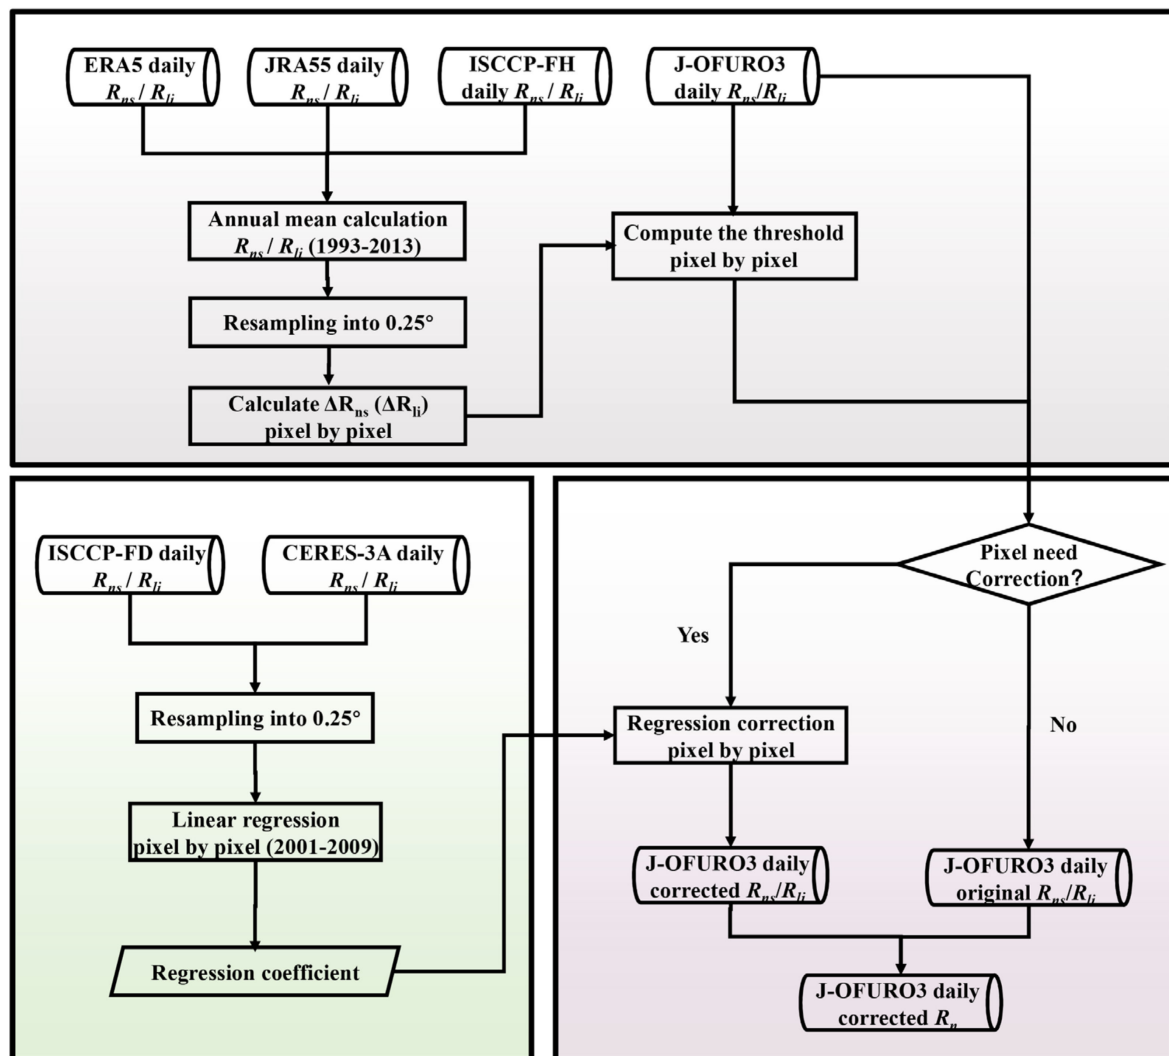 ERA5 daily
Rns / Rli
JRA55 daily
Rns / Rli
ISCCP-FH
daily Rns / Rli
J-OFURO3
daily Rns/Rli
Annual mean calculation
Rns / Rli (1993-2013)
Compute the threshold
pixel by pixel
Resampling into 0.25°
Calculate ΔRns (ΔRli)
pixel by pixel
ISCCP-FD daily
Rns / Rli
CERES-3A daily
Rns / Rli
Resampling into 0.25°
Linear regression
pixel by pixel (2001-2009)
Regression coefficient
Pixel need
Correction?
Yes
No
Regression correction
pixel by pixel
J-OFURO3 daily
corrected Rns/Rli
J-OFURO3 daily
original Rns/Rli
J-OFURO3 daily
corrected Rn